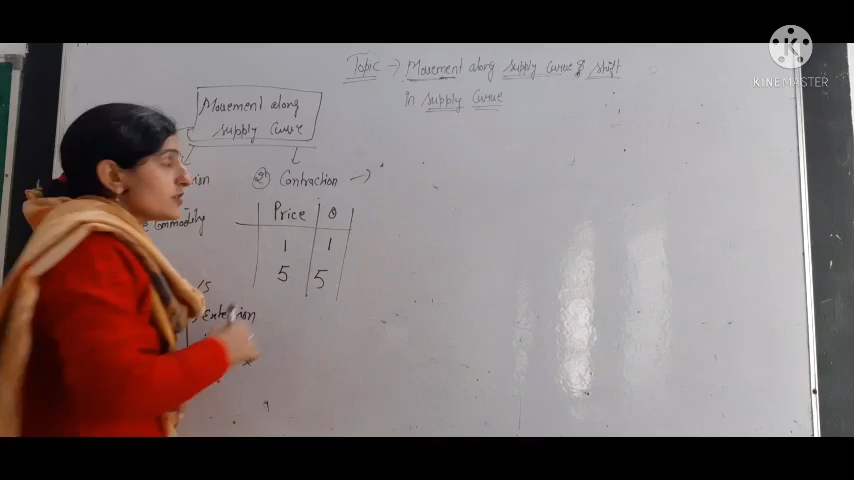 Topic → Movement along supply curve & shift
in supply curve
Movement along
supply curve
② Contraction →
Commodity
Price Q
1 1
5 5
/S
KINEMASTER